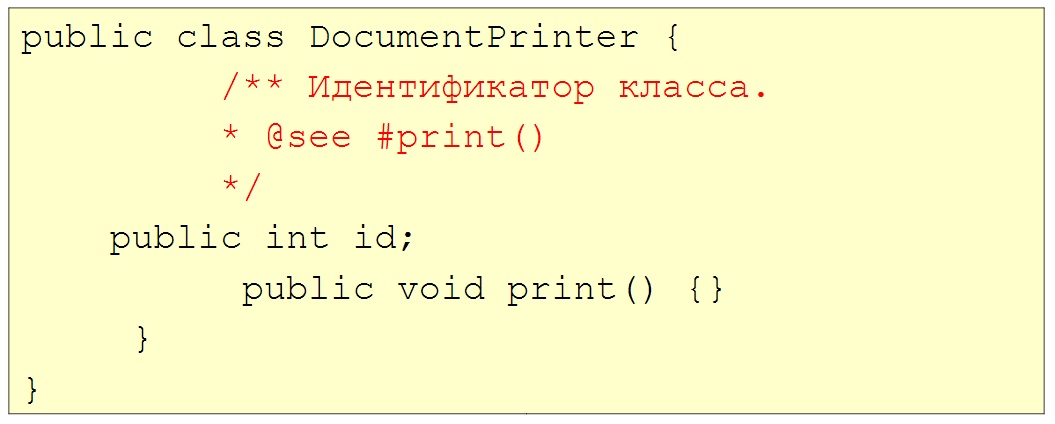 public class DocumentPrinter {
/** Идентификатор класса.
* @see #print()
*/
public int id;
public void print() {}
}
}